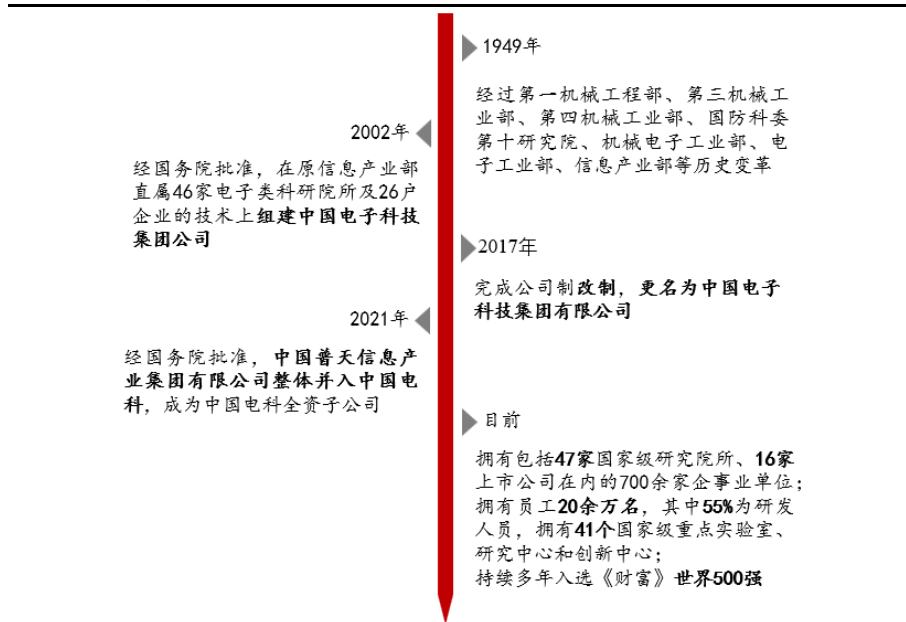 1949年
经过第一机械工程部、第三机械工
业部、第四机械工业部、国防科委
第十研究院、机械电子工业部、电
子工业部、信息产业部等历史变革
2002年
经国务院批准，在原信息产业部
直属46家电子类科研院所及26户
企业的技术上组建中国电子科技
集团公司
2017年
完成公司制改制，更名为中国电子
科技集团有限公司
2021年
经国务院批准，中国普天信息产
业集团有限公司整体并入中国电
科，成为中国电科全资子公司
目前
拥有包括47家国家级研究院所、16家
上市公司在内的700余家企事业单位；
拥有员工20余万名，其中55%为研发
人员，拥有41个国家级重点实验室、
研究中心和创新中心；
持续多年入选《财富》世界500强